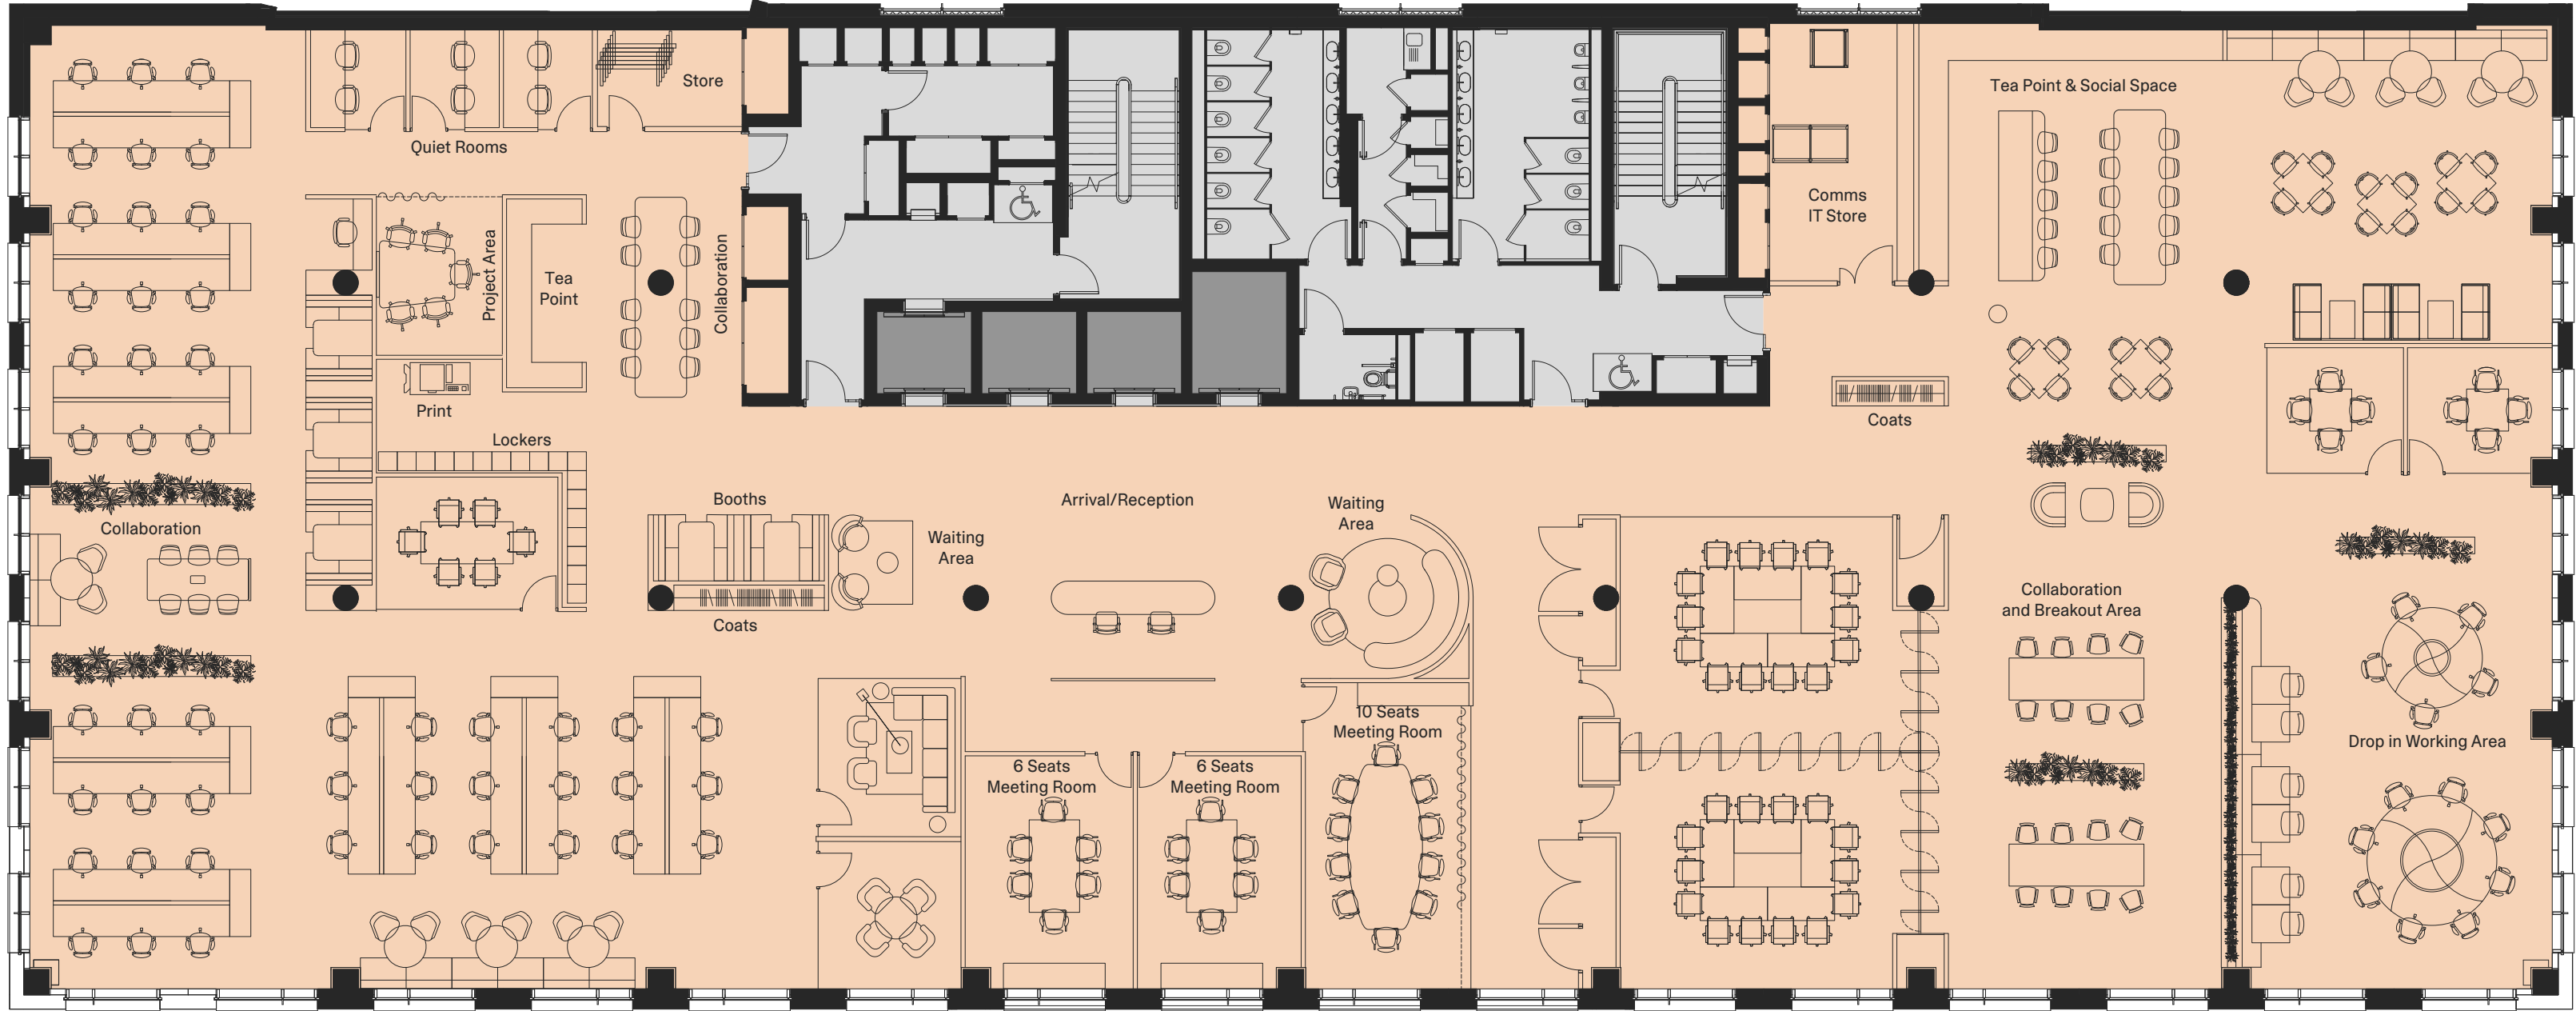 Store
Quiet Rooms
Project Area
Tea
Point
Collaboration
Print
Lockers
Collaboration
Booths
Coats
Waiting
Area
Arrival/Reception
Waiting
Area
6 Seats
Meeting Room
6 Seats
Meeting Room
10 Seats
Meeting Room
Comms
IT Store
Tea Point & Social Space
Coats
Collaboration
and Breakout Area
Drop in Working Area